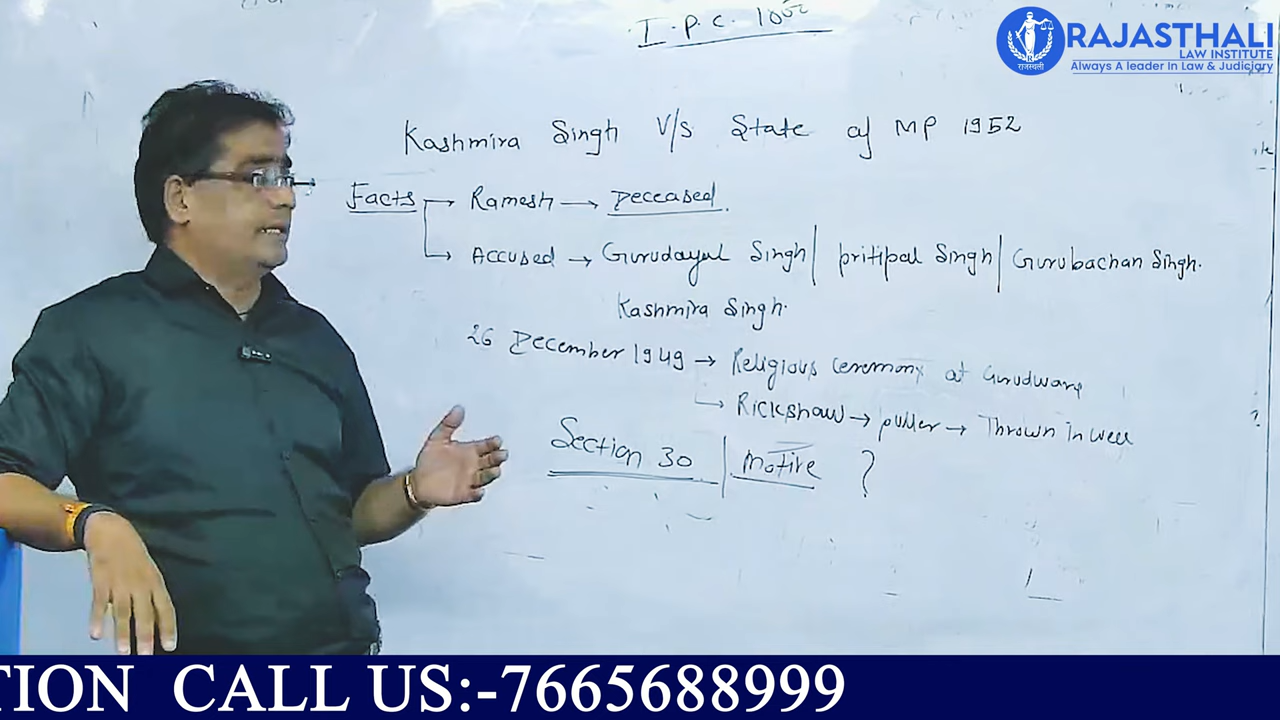 I.P.C.
RAJASTHALI
LAW INSTITUTE
Always A leader In Law & Judiciary
राजस्थली
Kashmira Singh V/s State of MP 1952
Facts → Ramesh → Deceased.
→ Accused → Gurudayal Singh | Pritipal Singh | Gurubachan Singh.
Kashmira Singh.
26 December 1949 → Religious ceremony at Gurudwara
→ Rickshaw → puller → Thrown in well
Section 30 | Motive ?
TION CALL US:-7665688999